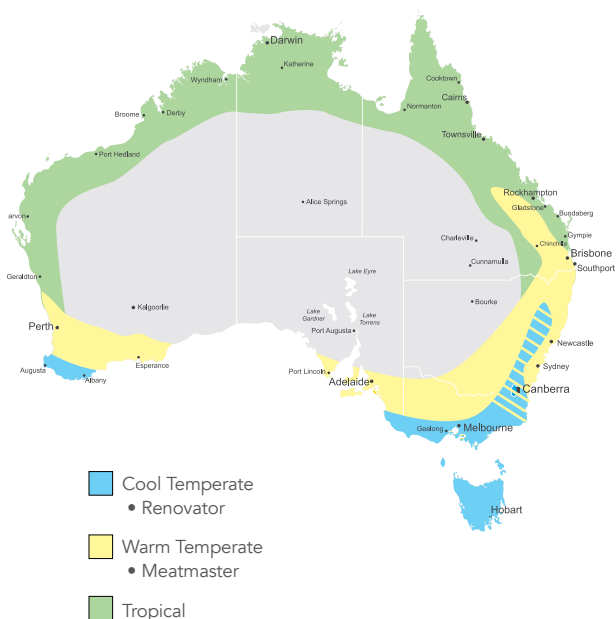 Darwin
Katherine
Cooktown
Wyndham
Cairns
Normanton
Broome
Derby
Townsville
Port Hedland
Rockhampton
Alice Springs
Gladstone
arvon
Bundaberg
Charleville
Gympie
Chinchilla
Brisbone
Cunnamulla
Southport
Lake Eyre
Geraldton
Bourke
Kalgoorlie
Lake
Gardner
Lake
Torrens
Perth
Port Augusta
Newcastle
Esperance
Sydney
Augusta
Port Lincoln
Albany
Adelaide
Canberra
Geelong
Melbourne
Cool Temperate
• Renovator
Hobart
Warm Temperate
• Meatmaster
Tropical